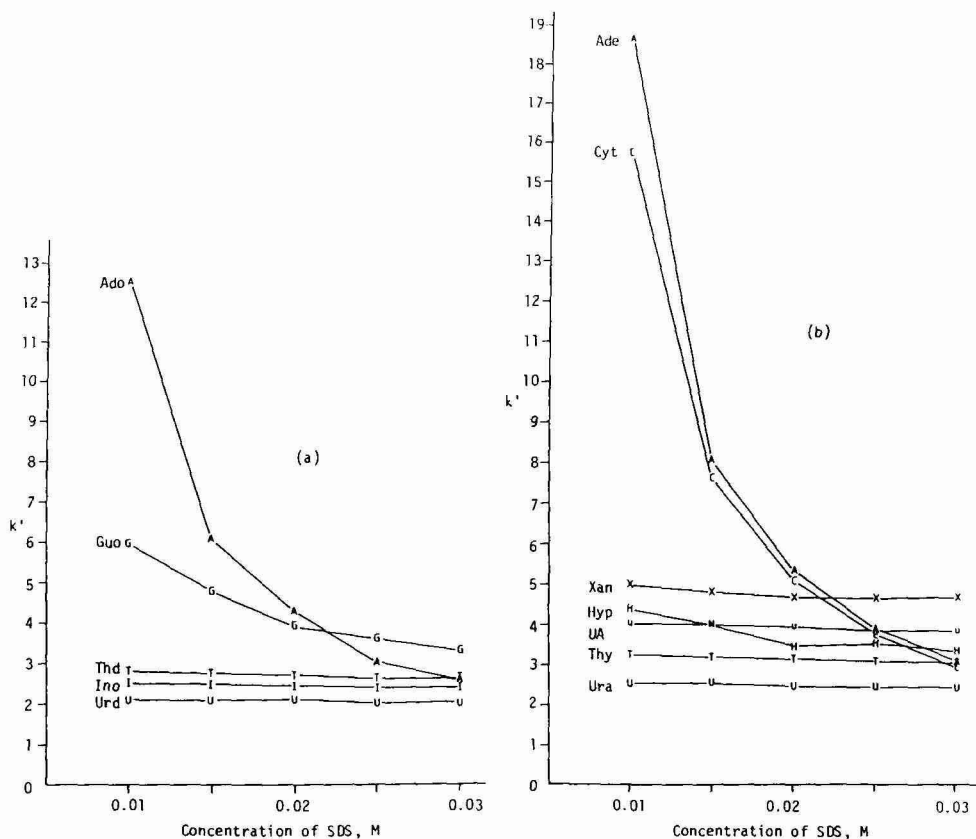 13
12
11
10
9
8
7
6
5
4
3
2
1
0
k'
Ado A
A
A
A
Guo G
G
G
G
G
Thd T T T T T
Ino I I I I I
Urd U U U U U
(a)
0.01 0.02 0.03
Concentration of SDS, M
19
18
17
16
15
14
13
12
11
10
9
8
7
6
5
4
3
2
1
0
k'
Ade A
Cyt C
A
C
A
C
A
A
C
Xan X X X X X
Hyp H H H H
UA U U U U
Thy T T T T
Ura U U U U U
(b)
0.01 0.02 0.03
Concentration of SDS, M